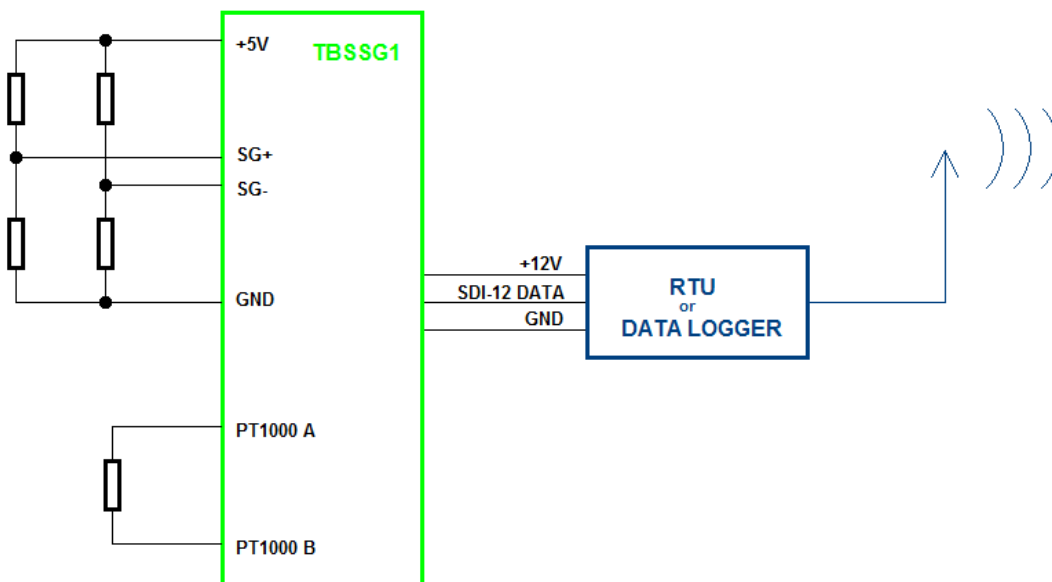 +5V
TBSSG1
SG+
SG-
+12V
SDI-12 DATA
GND
GND
RTU
or
DATA LOGGER
PT1000 A
PT1000 B